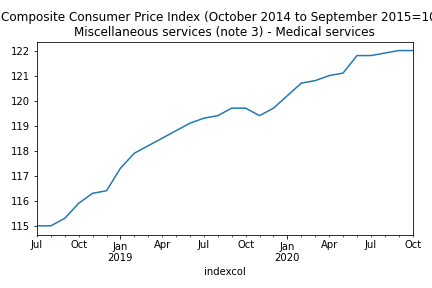 Composite Consumer Price Index (October 2014 to September 2015=10
Miscellaneous services (note 3) - Medical services
122
121
120
119
118
117
116
115
Jul Oct Jan Apr Jul Oct Jan Apr Jul Oct
2019 2020
indexcol